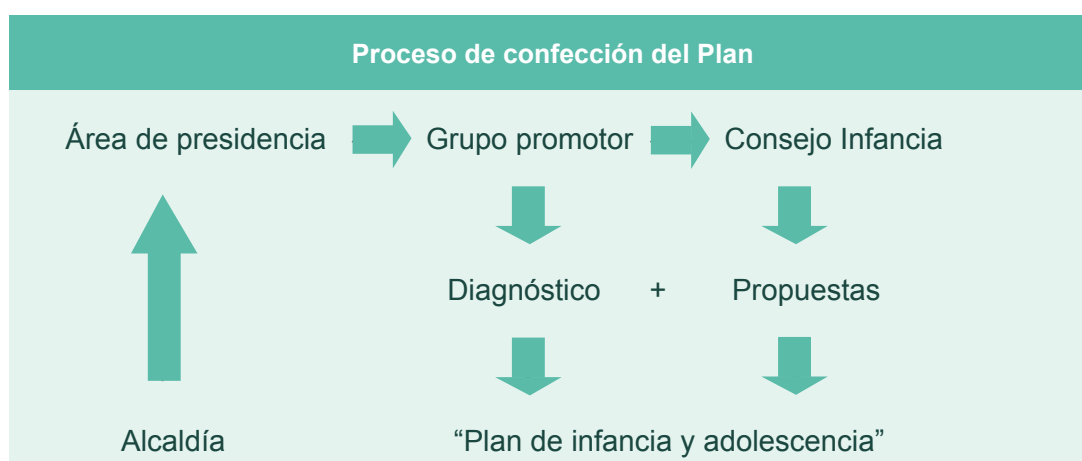 Proceso de confección del Plan
Área de presidencia Grupo promotor Consejo Infancia
Diagnóstico + Propuestas
Alcaldía “Plan de infancia y adolescencia”